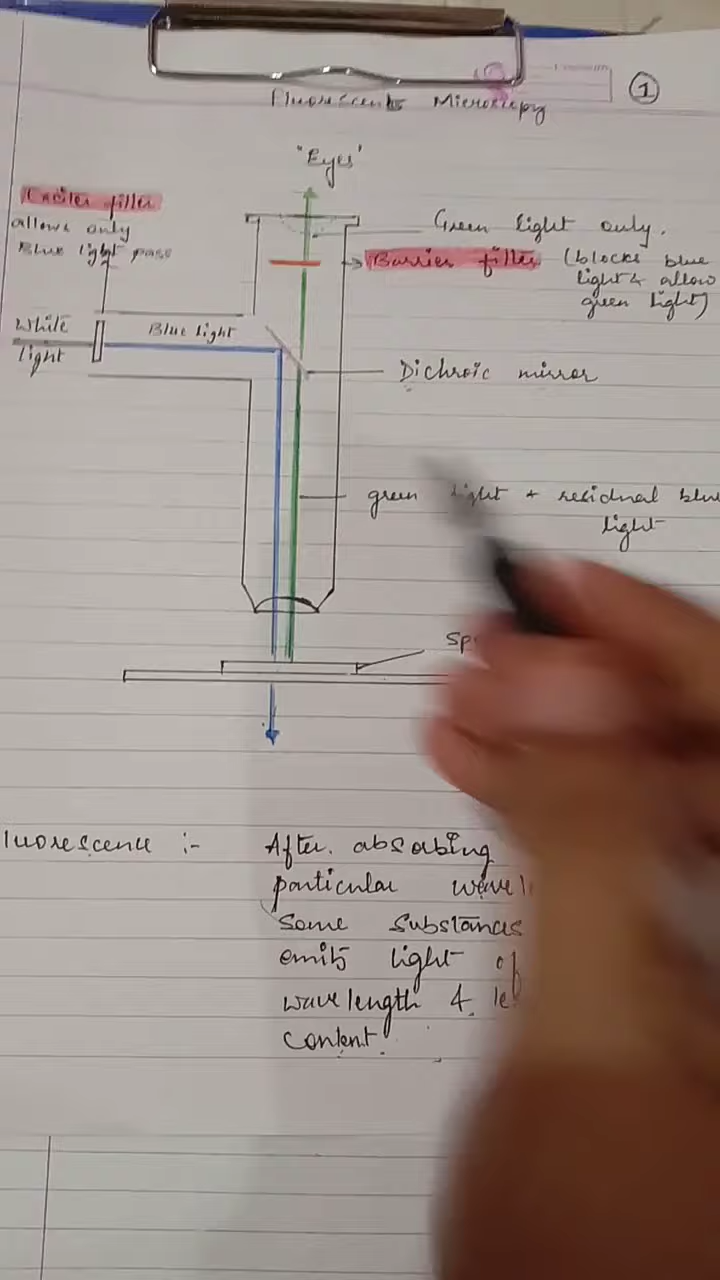 ①
Fluorescents Microscopy
"Eyes"
Exciter filter
allows only
Blue light pass
Green light only.
Barrier filter (blocks blue
light & allow
green light)
White
light
Blue light
Dichroic mirror
green light + residual blue
light
fluorescence :- After. absorbing
particular
Some substances
emits light of
wavelength &
content.